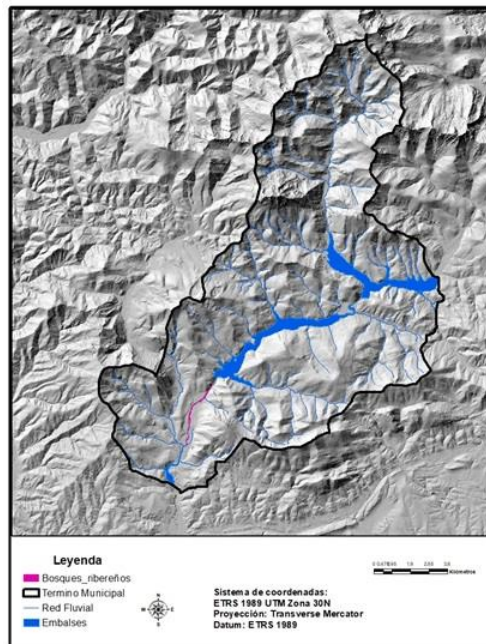 Leyenda
Bosques_ribereños
Termino Municipal
Red Fluvial
Embalses
N
W
E
S
Kilómetros
Sistema de coordenadas:
ETRS 1989 UTM Zona 30N
Proyección: Transverse Mercator
Datum: ETRS 1989